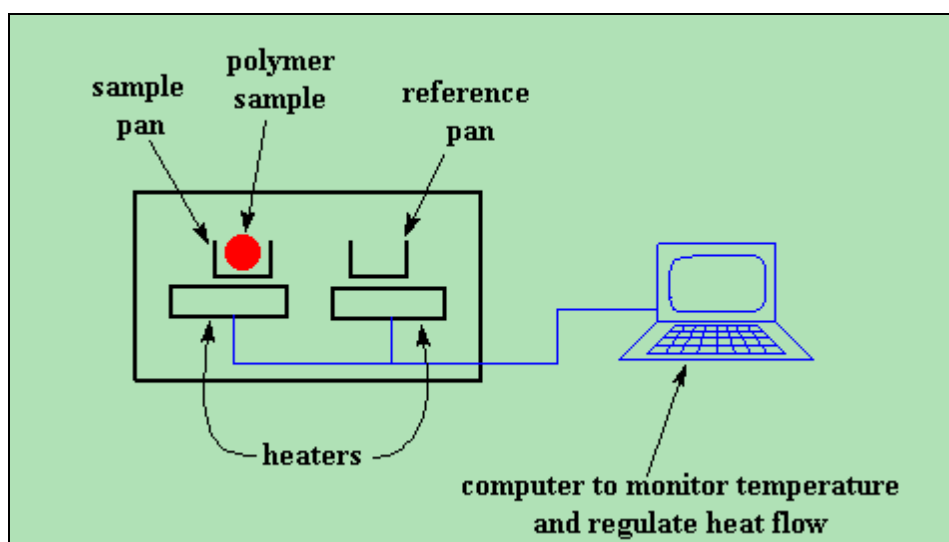 sample
pan
polymer
sample
reference
pan
heaters
computer to monitor temperature
and regulate heat flow